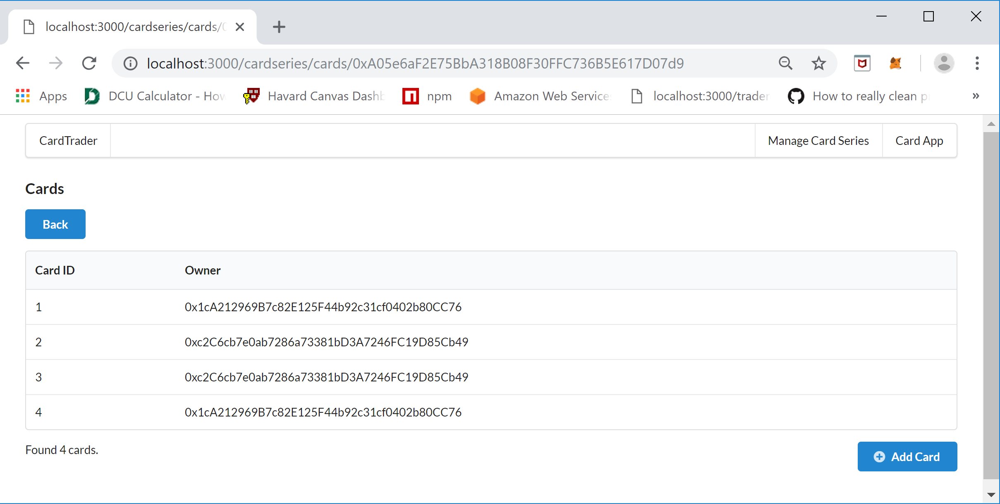 localhost:3000/cardseries/cards/
localhost:3000/cardseries/cards/0xA05e6aF2E75BbA318B08F30FFC736B5E617D07d9
Apps DCU Calculator - How Havard Canvas Dashb npm Amazon Web Services localhost:3000/trader How to really clean »
CardTrader Manage Card Series Card App
Cards
Back
Card ID Owner
1 0x1cA212969B7c82E125F44b92c31cf0402b80CC76
2 0xc2C6cb7e0ab7286a73381bD3A7246FC19D85Cb49
3 0xc2C6cb7e0ab7286a73381bD3A7246FC19D85Cb49
4 0x1cA212969B7c82E125F44b92c31cf0402b80CC76
Found 4 cards.
Add Card